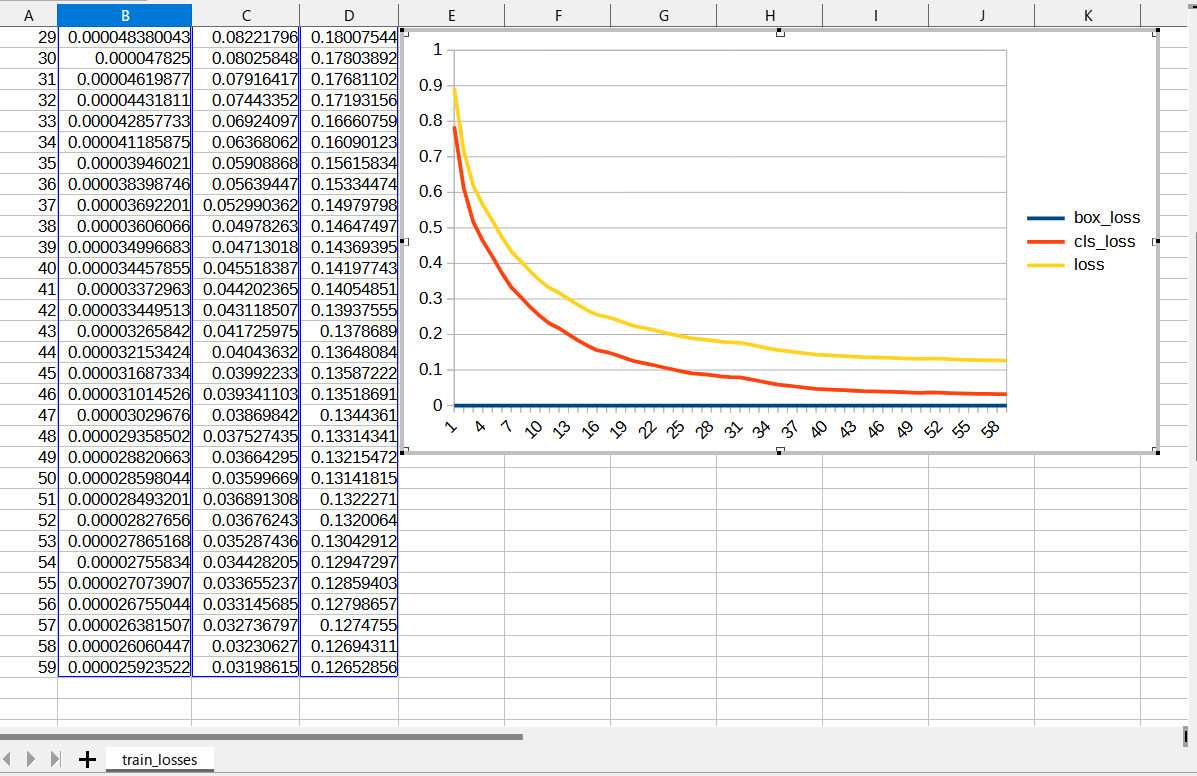 A B C D E F G H I J K
29 0.000048380043 0.08221796 0.18007544
30 0.000047825 0.08025848 0.17803892
31 0.00004619877 0.07916417 0.17681102
32 0.00004431811 0.07443352 0.17193156
33 0.000042857733 0.06924097 0.16660759
34 0.000041185875 0.06368062 0.16090123
35 0.00003946021 0.05908868 0.15615834
36 0.000038398746 0.05639447 0.15334474
37 0.00003692201 0.052990362 0.14979798
38 0.00003606066 0.04978263 0.14647497
39 0.000034996683 0.04713018 0.14369395
40 0.000034457855 0.045518387 0.14197743
41 0.00003372963 0.044202365 0.14054851
42 0.000033449513 0.043118507 0.13937555
43 0.00003265842 0.041725975 0.1378689
44 0.000032153424 0.04043632 0.13648084
45 0.000031687334 0.03992233 0.13587222
46 0.000031014526 0.039341103 0.13518691
47 0.00003029676 0.03869842 0.1344361
48 0.000029358502 0.037527435 0.13314341
49 0.000028820663 0.03664295 0.13215472
50 0.000028598044 0.03599669 0.13141815
51 0.000028493201 0.036891308 0.1322271
52 0.00002827656 0.03676243 0.1320064
53 0.000027865168 0.035287436 0.13042912
54 0.00002755834 0.034428205 0.12947297
55 0.000027073907 0.033655237 0.12859403
56 0.000026755044 0.033145685 0.12798657
57 0.000026381507 0.032736797 0.1274755
58 0.000026060447 0.03230627 0.12694311
59 0.000025923522 0.03198615 0.12652856
1
0.9
0.8
0.7
0.6
0.5
0.4
0.3
0.2
0.1
0
1 4 7 10 13 16 19 22 25 28 31 34 37 40 43 46 49 52 55 58
box_loss
cls_loss
loss
train_losses